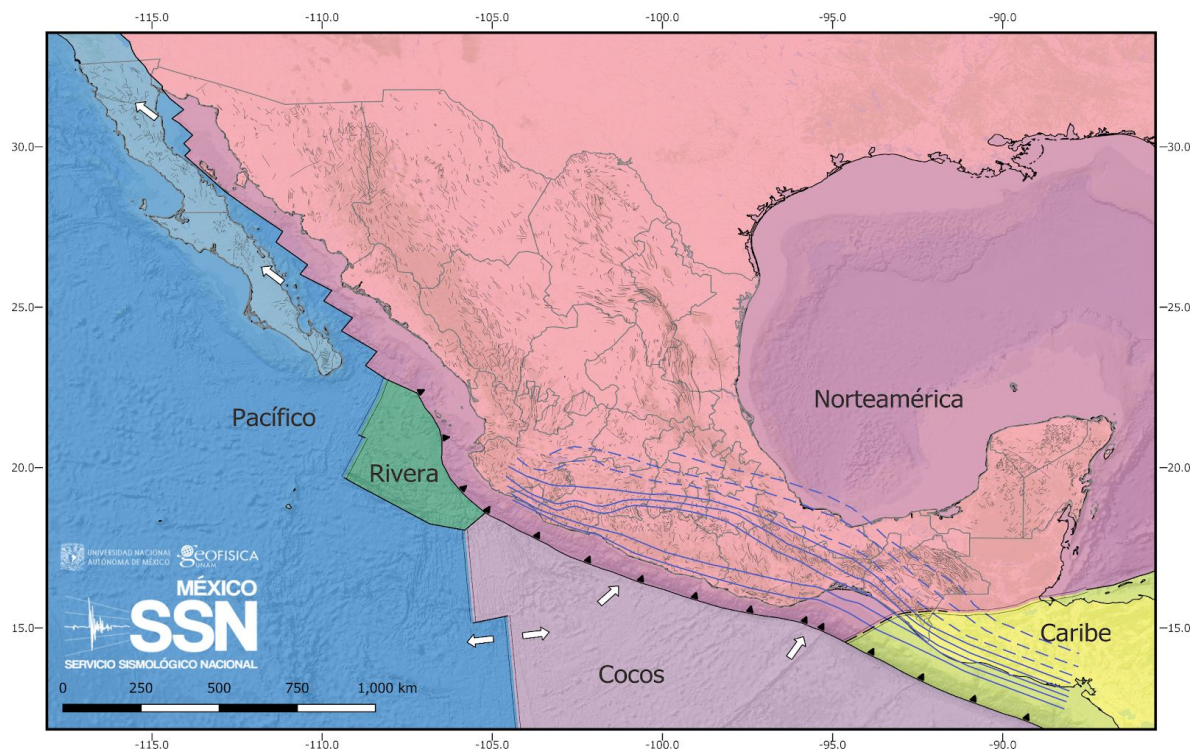 -115.0
-110.0
-105.0
-100.0
-95.0
-90.0
30.0
30.0
25.0
25.0
Norteamérica
Pacífico
20.0
20.0
Rivera
UNIVERSIDAD NACIONAL
AUTÓNOMA DE MÉXICO
GEOFISICA
UNAM
MÉXICO
SSN
SERVICIO SISMOLÓGICO NACIONAL
15.0
15.0
Caribe
Cocos
0 250 500 750 1,000 km
-115.0
-110.0
-105.0
-100.0
-95.0
-90.0